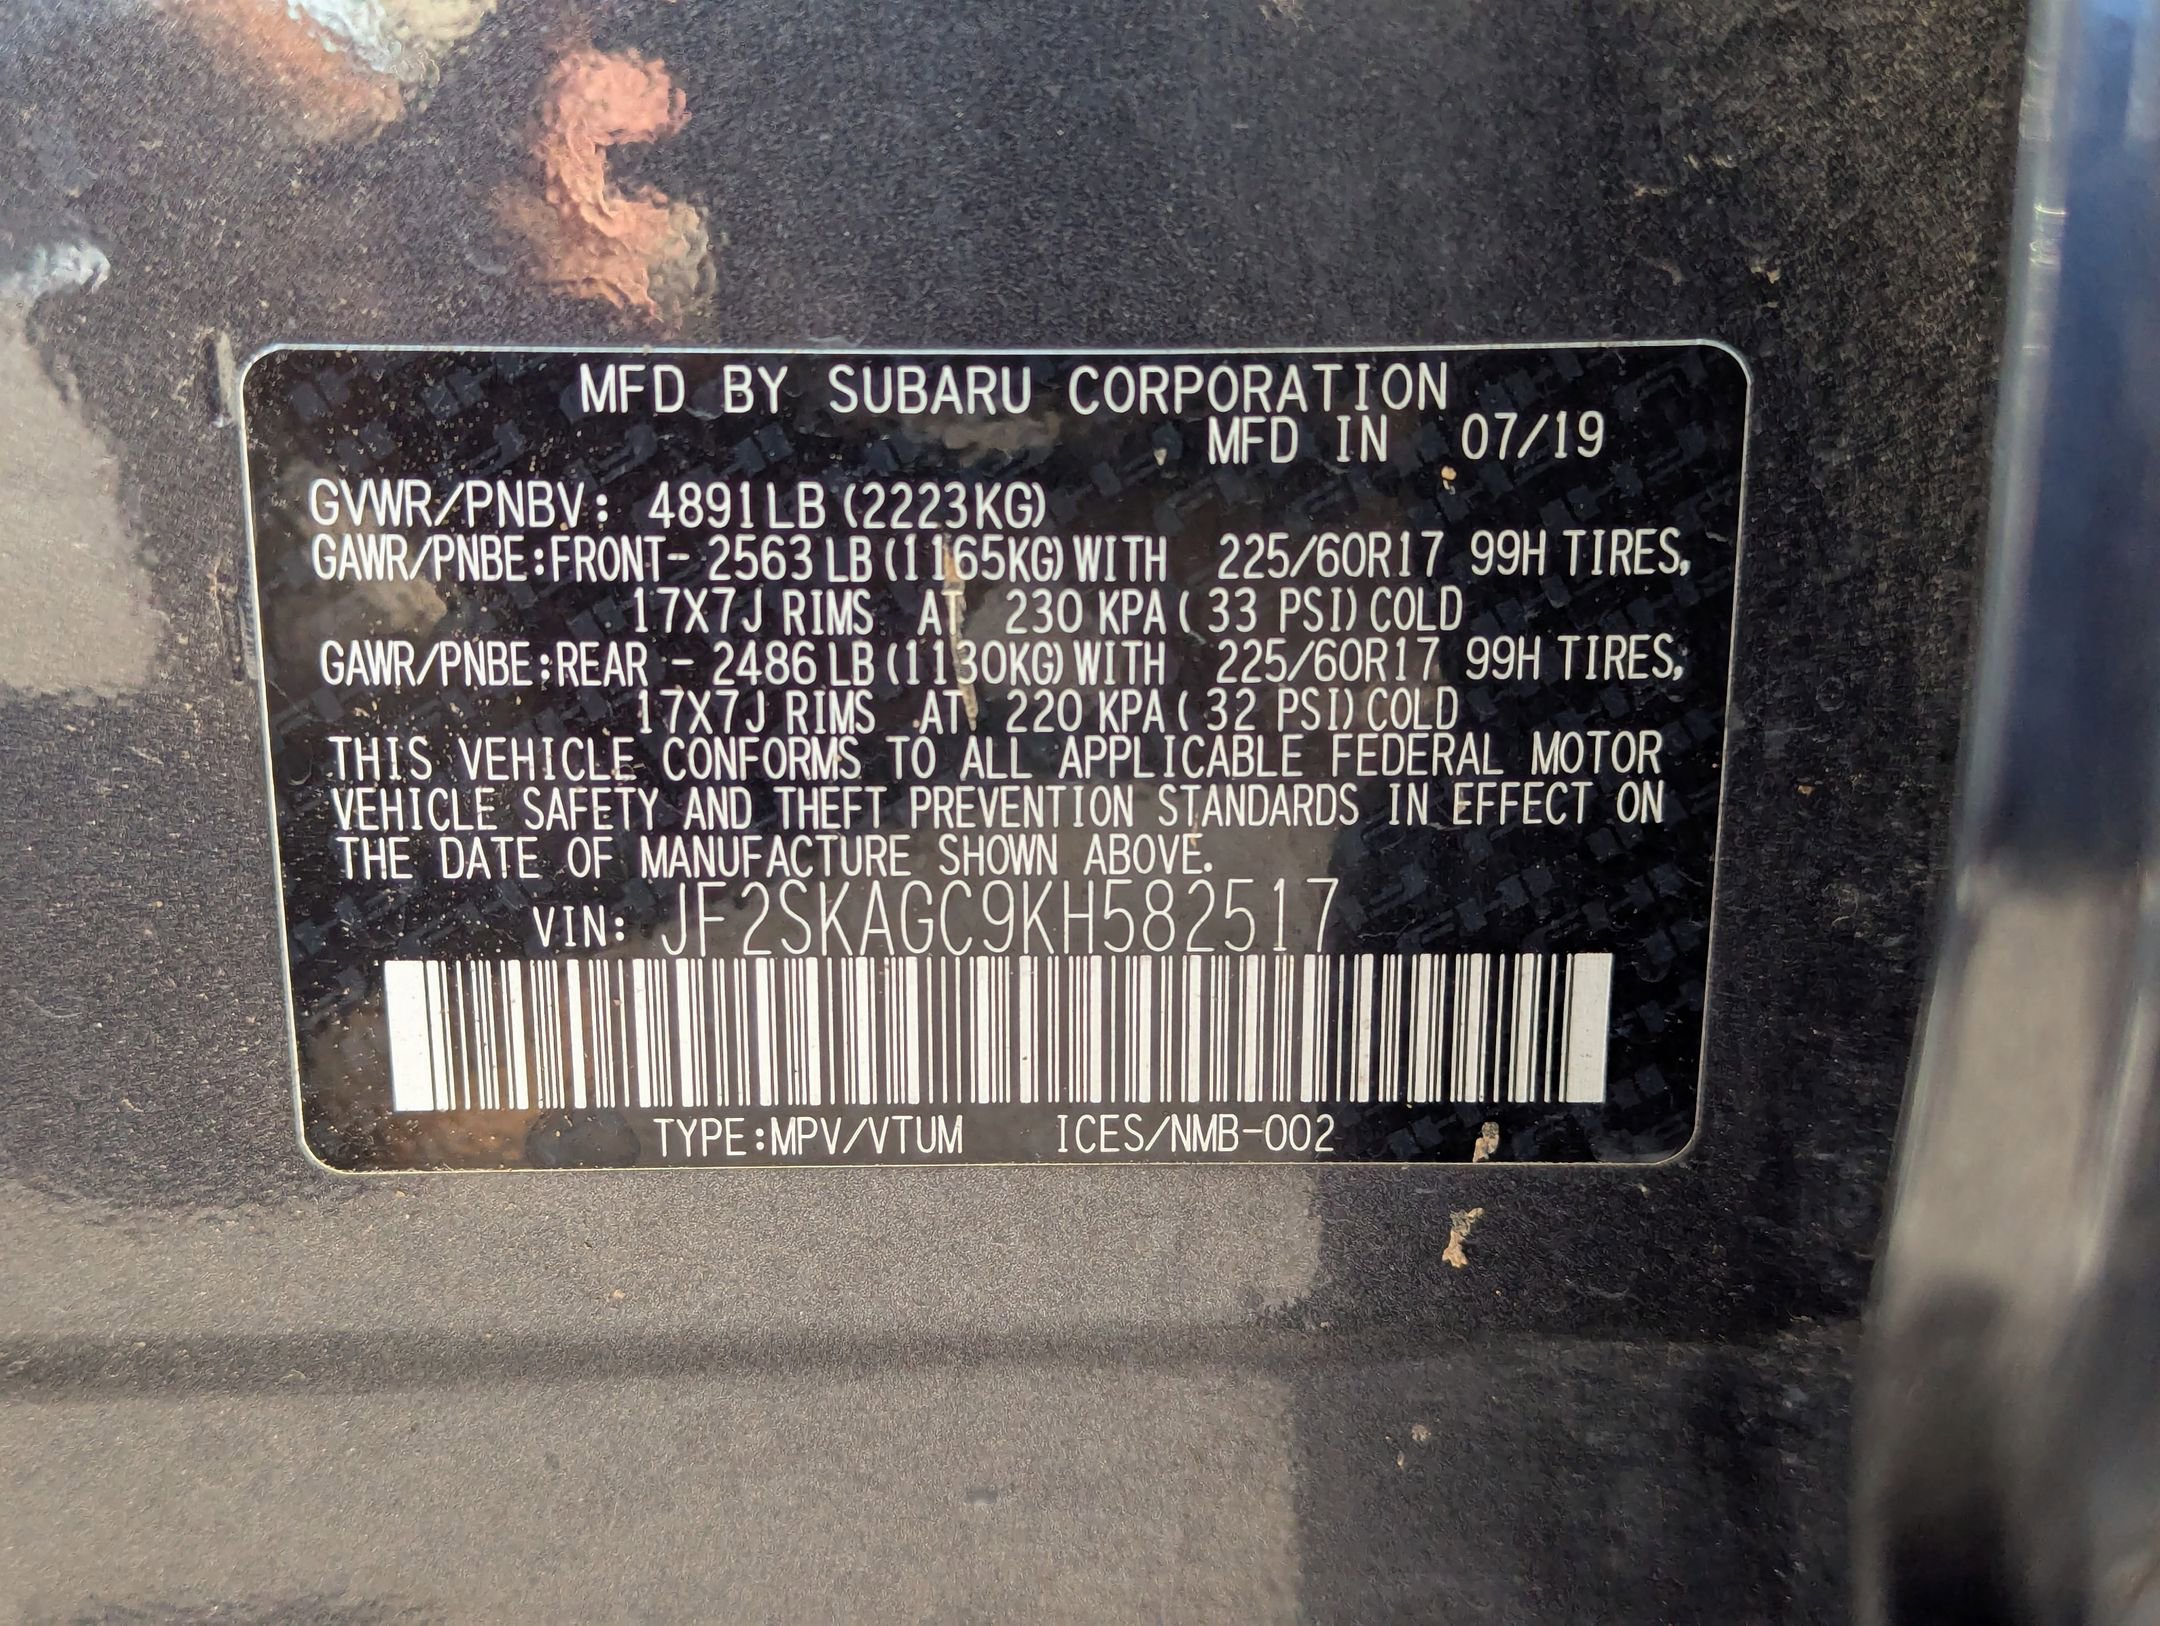 MFD BY SUBARU CORPORATION
MFD IN 07/19
GVWR/PNBV: 4891LB (2223KG)
GAWR/PNBE:FRONT- 2563 LB (1165KG) WITH 225/60R17 99H TIRES,
17X7J RIMS AT 230 KPA ( 33 PSI) COLD
GAWR/PNBE:REAR - 2486 LB (1130KG) WITH 225/60R17 99H TIRES,
17X7J RIMS AT 220 KPA ( 32 PSI) COLD
THIS VEHICLE CONFORMS TO ALL APPLICABLE FEDERAL MOTOR
VEHICLE SAFETY AND THEFT PREVENTION STANDARDS IN EFFECT ON
THE DATE OF MANUFACTURE SHOWN ABOVE.
VIN: JF2SKAGC9KH582517
TYPE:MPV/VTUM ICES/NMB-002